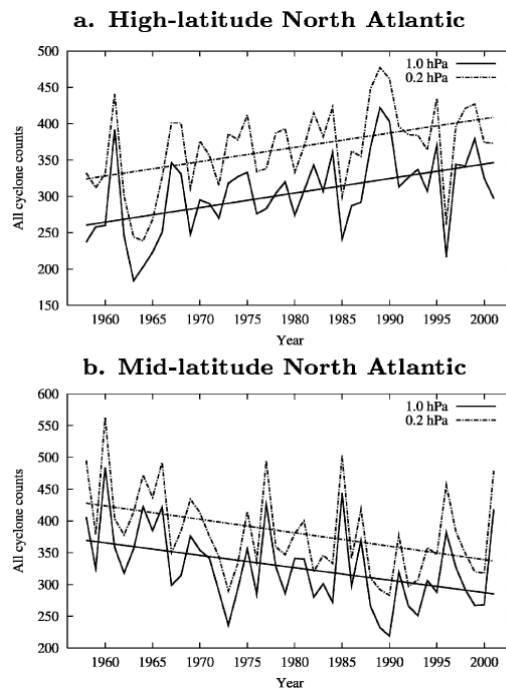 a. High-latitude North Atlantic
500
450
400
350
300
250
200
150
All cyclone counts
1.0 hPa
0.2 hPa
1960 1965 1970 1975 1980 1985 1990 1995 2000
Year
b. Mid-latitude North Atlantic
600
550
500
450
400
350
300
250
200
All cyclone counts
1.0 hPa
0.2 hPa
1960 1965 1970 1975 1980 1985 1990 1995 2000
Year